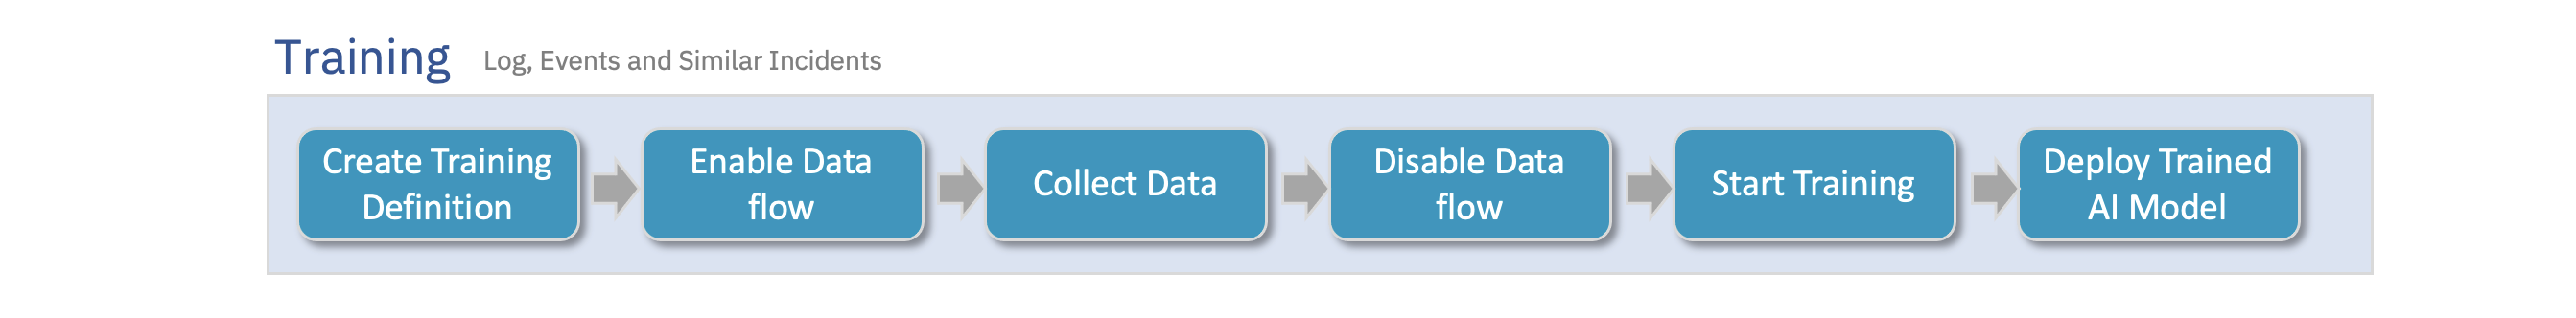 Training
Log, Events and Similar Incidents
Create Training
Definition
Enable Data
flow
Collect Data
Disable Data
flow
Start Training
Deploy Trained
AI Model